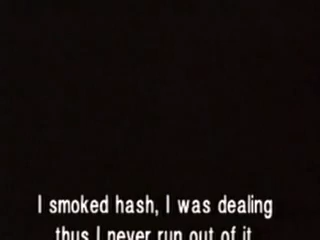 I smoked hash, I was dealing
thus I never run out of it